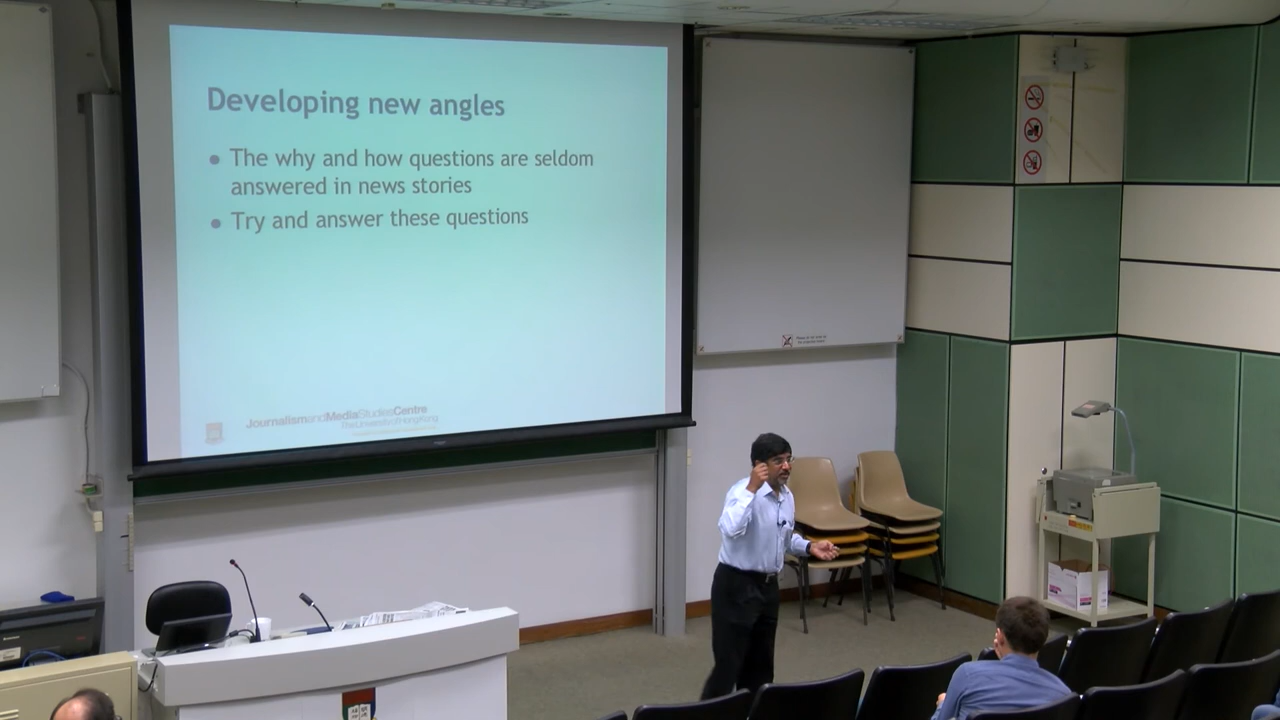 Developing new angles
• The why and how questions are seldom
answered in news stories
• Try and answer these questions
JournalismandMediaStudiesCentre
TheUniversityofHongKong